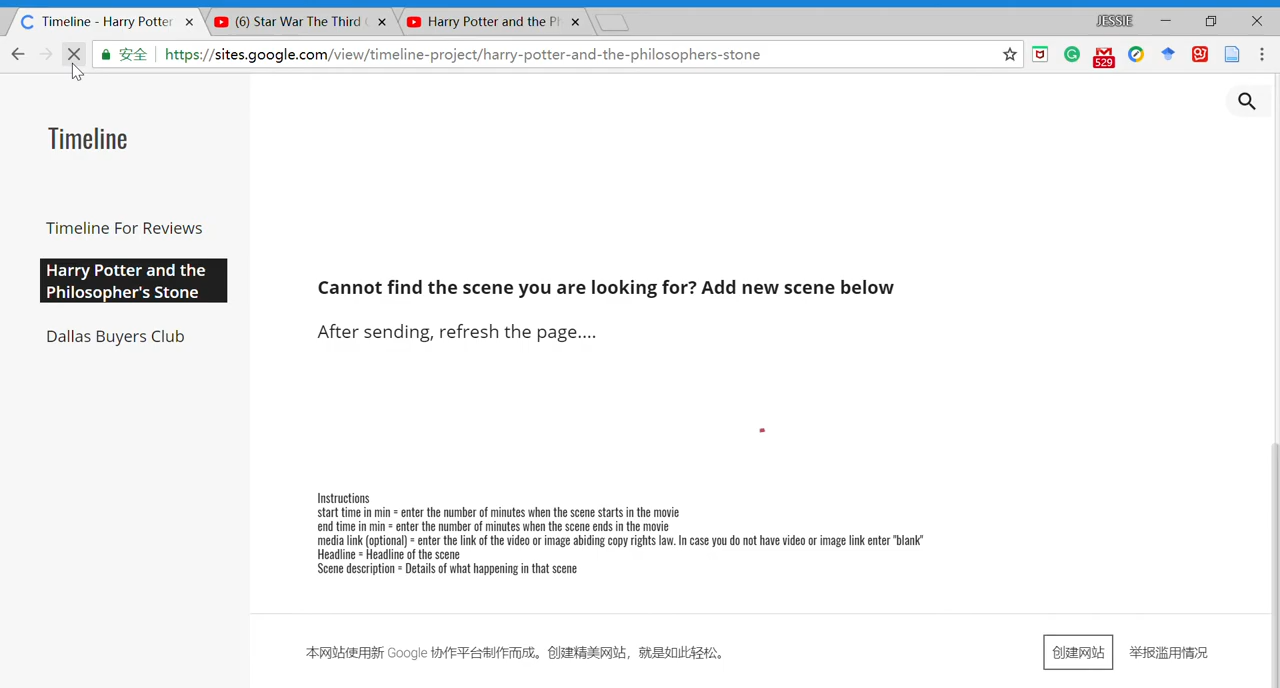 Timeline - Harry Potter
(6) Star War The Third
Harry Potter and the P
JESSIE
安全
https://sites.google.com/view/timeline-project/harry-potter-and-the-philosophers-stone
529
Timeline
Timeline For Reviews
Harry Potter and the
Philosopher's Stone
Dallas Buyers Club
Cannot find the scene you are looking for? Add new scene below
After sending, refresh the page....
Instructions
start time in min = enter the number of minutes when the scene starts in the movie
end time in min = enter the number of minutes when the scene ends in the movie
media link (optional) = enter the link of the video or image abiding copy rights law. In case you do not have video or image link enter "blank"
Headline = Headline of the scene
Scene description = Details of what happening in that scene
本网站使用新 Google 协作平台制作而成。创建精美网站，就是如此轻松。
创建网站
举报滥用情况